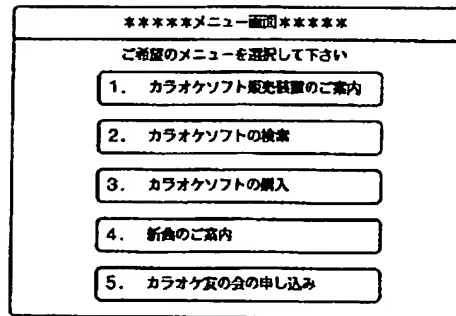 *****メニュー画面*****
ご希望のメニューを選択して下さい
1. カラオケソフト販売装置のご案内
2. カラオケソフトの検索
3. カラオケソフトの購入
4. 新曲のご案内
5. カラオケ友の会の申し込み